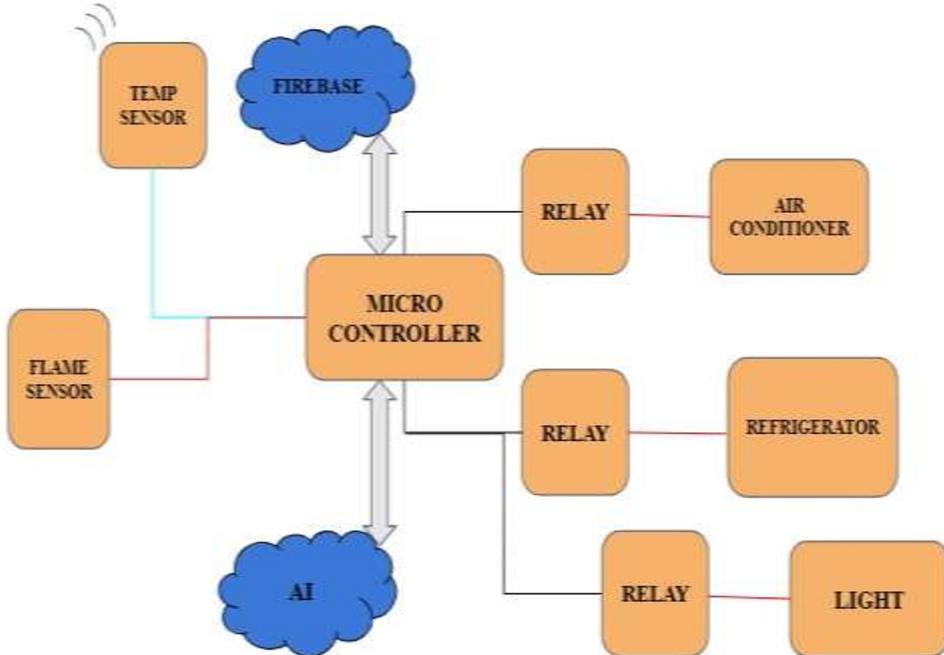 TEMP
SENSOR
FIREBASE
RELAY
AIR
CONDITIONER
MICRO
CONTROLLER
FLAME
SENSOR
RELAY
REFRIGERATOR
AI
RELAY
LIGHT